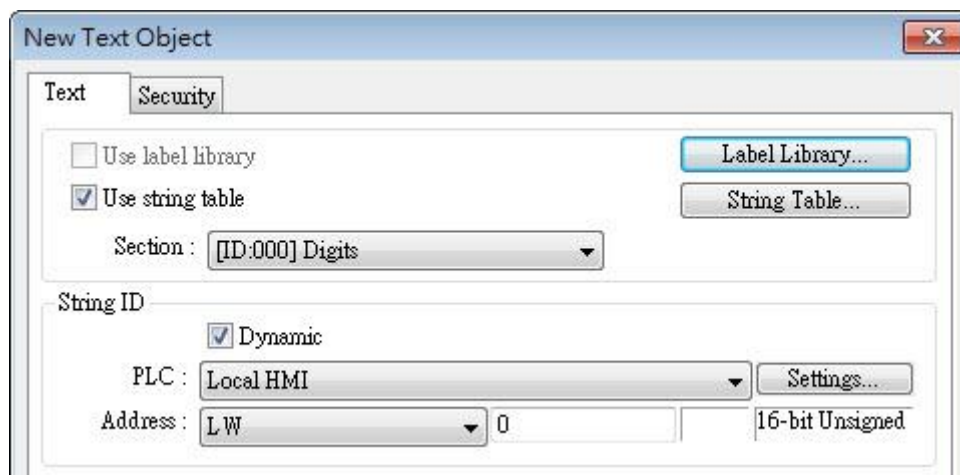 New Text Object
Text Security
Use label library Label Library...
Use string table String Table...
Section : [ID:000] Digits
String ID
Dynamic
PLC : Local HMI Settings...
Address : LW 0 16-bit Unsigned